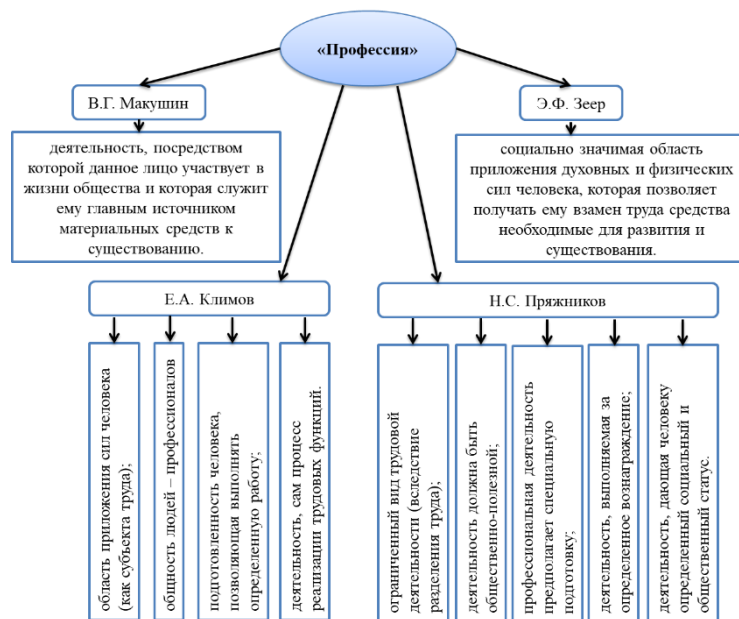 «Профессия»
В.Г. Макушин
Э.Ф. Зеер
деятельность, посредством
которой данное лицо участвует в
жизни общества и которая служит
ему главным источником
материальных средств к
существованию.
социально значимая область
приложения духовных и физических
сил человека, которая позволяет
получать ему взамен труда средства
необходимые для развития и
существования.
Е.А. Климов
Н.С. Пряжников
область приложения сил человека
(как субъекта труда);
общность людей – профессионалов
подготовленность человека,
позволяющая выполнять
определенную работу;
деятельность, сам процесс
реализации трудовых функций.
ограниченный вид трудовой
деятельности (вследствие
разделения труда);
деятельность должна быть
общественно-полезной;
профессиональная деятельность
предполагает специальную
подготовку;
деятельность, выполняемая за
определенное вознаграждение;
деятельность, дающая человеку
определенный социальный и
общественный статус.